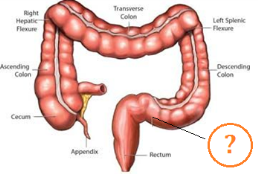 Right
Hepatic
Flexure
Transverse
Colon
Left Splenic
Flexure
Ascending
Colon
Descending
Colon
Cecum
?
Appendix
Rectum